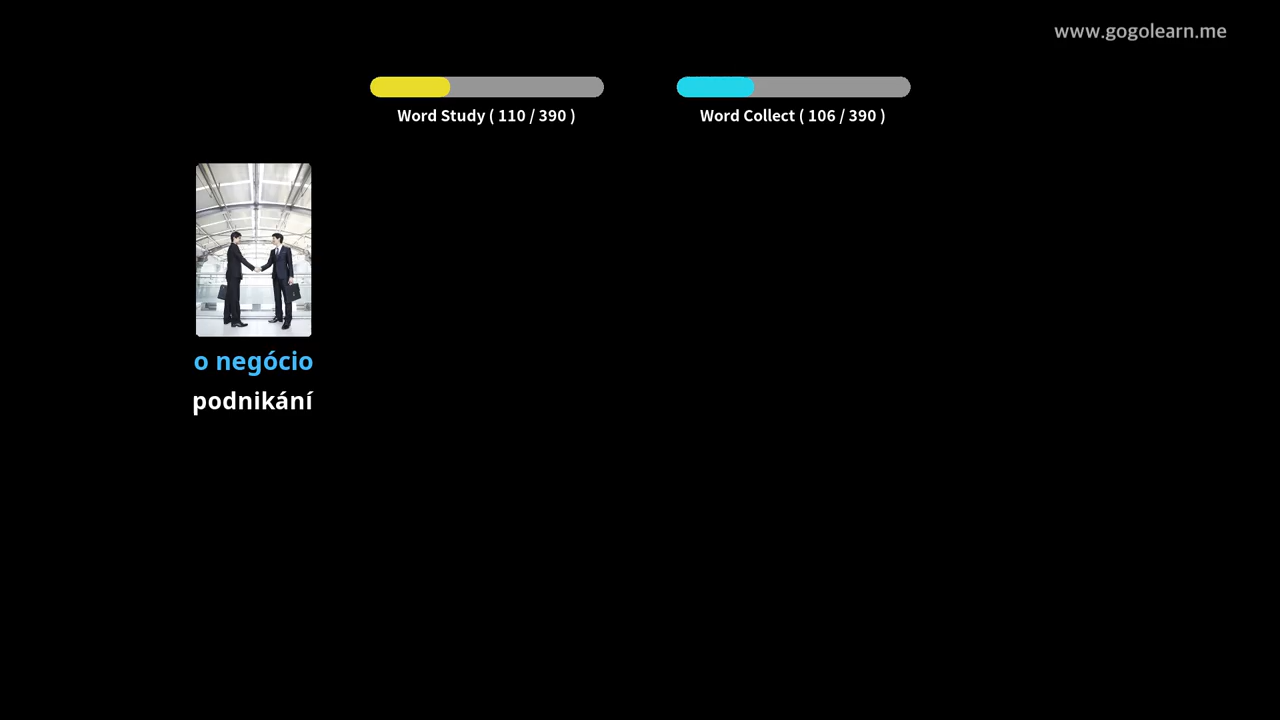 www.gogolearn.me
Word Study ( 110 / 390 )
Word Collect ( 106 / 390 )
o negócio
podnikání